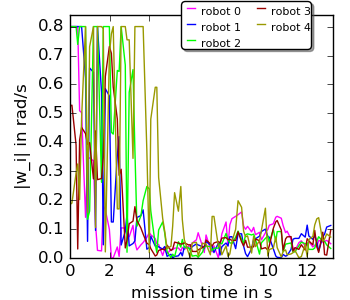 robot 0
robot 1
robot 2
robot 3
robot 4
0.8
0.7
0.6
0.5
0.4
0.3
0.2
0.1
0.0
|w_i| in rad/s
0 2 4 6 8 10 12
mission time in s